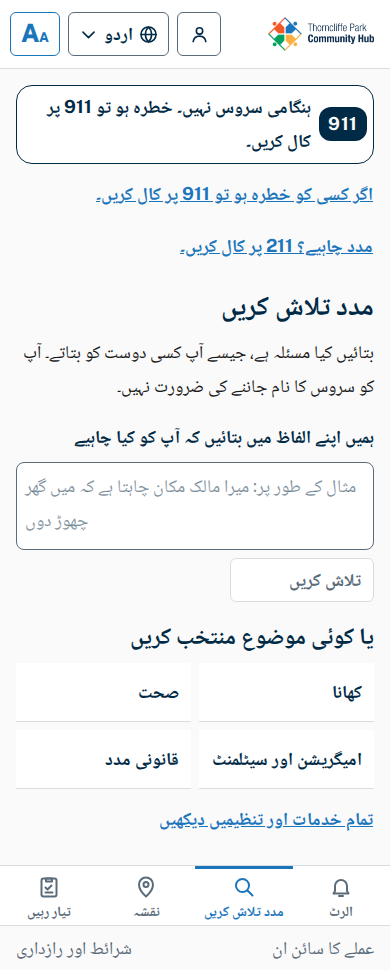 Thorncliffe Park
Community Hub
اردو
AA
911
ہنگامی سروس نہیں۔ خطرہ ہو تو 911 پر
کال کریں۔
اگر کسی کو خطرہ ہو تو 911 پر کال کریں۔
مدد چاہیے؟ 211 پر کال کریں۔
مدد تلاش کریں
بتائیں کیا مسئلہ ہے، جیسے آپ کسی دوست کو بتاتے۔ آپ
کو سروس کا نام جاننے کی ضرورت نہیں۔
ہمیں اپنے الفاظ میں بتائیں کہ آپ کو کیا چاہیے
مثال کے طور پر: میرا مالک مکان چاہتا ہے کہ میں گھر
چھوڑ دوں
تلاش کریں
یا کوئی موضوع منتخب کریں
کھانا
صحت
امیگریشن اور سیٹلمنٹ
قانونی مدد
تمام خدمات اور تنظیمیں دیکھیں
الرٹ
مدد تلاش کریں
نقشہ
تیار رہیں
عملے کا سائن ان
شرائط اور رازداری